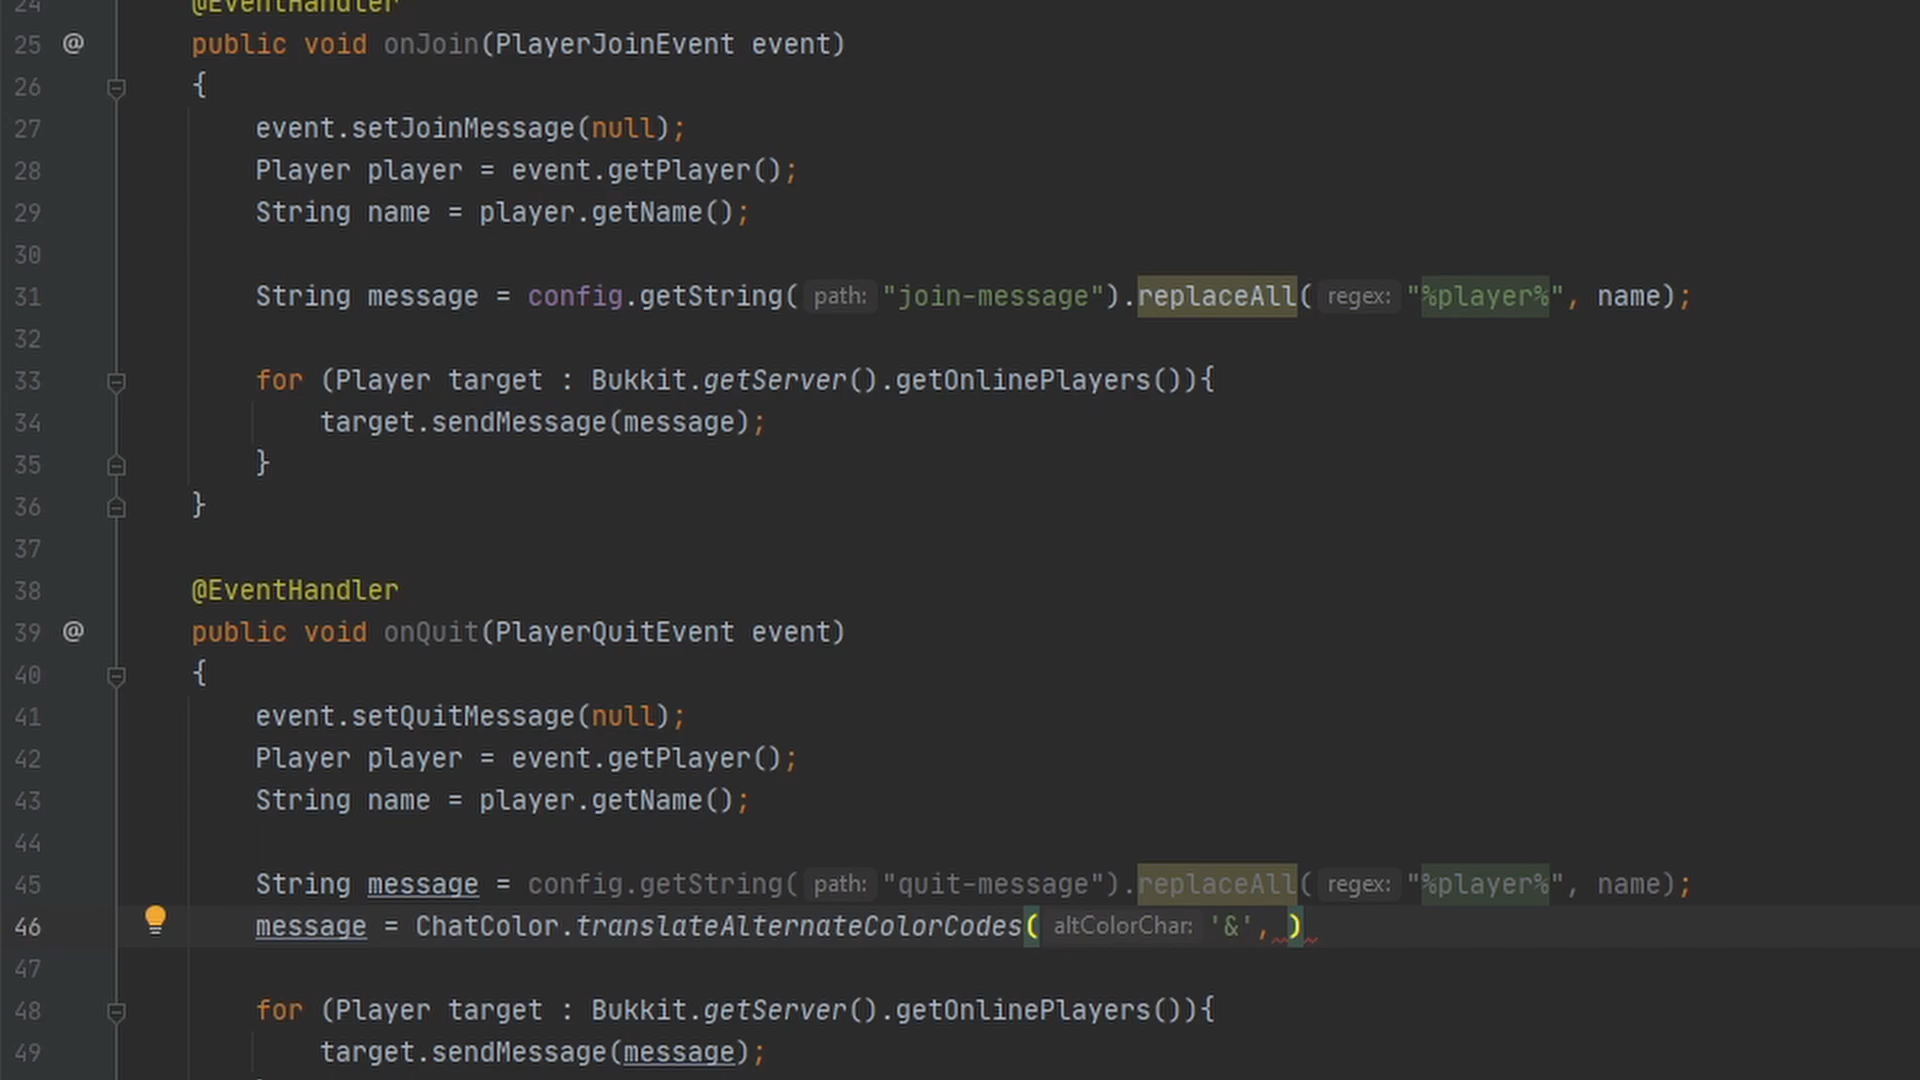 24 @EventHandler
25 @ public void onJoin(PlayerJoinEvent event)
26 {
27 event.setJoinMessage(null);
28 Player player = event.getPlayer();
29 String name = player.getName();
30
31 String message = config.getString( path: "join-message").replaceAll( regex: "%player%", name);
32
33 for (Player target : Bukkit.getServer().getOnlinePlayers()){
34 target.sendMessage(message);
35 }
36 }
37
38 @EventHandler
39 @ public void onQuit(PlayerQuitEvent event)
40 {
41 event.setQuitMessage(null);
42 Player player = event.getPlayer();
43 String name = player.getName();
44
45 String message = config.getString( path: "quit-message").replaceAll( regex: "%player%", name);
46 message = ChatColor.translateAlternateColorCodes( altColorChar: '&', )
47
48 for (Player target : Bukkit.getServer().getOnlinePlayers()){
49 target.sendMessage(message);